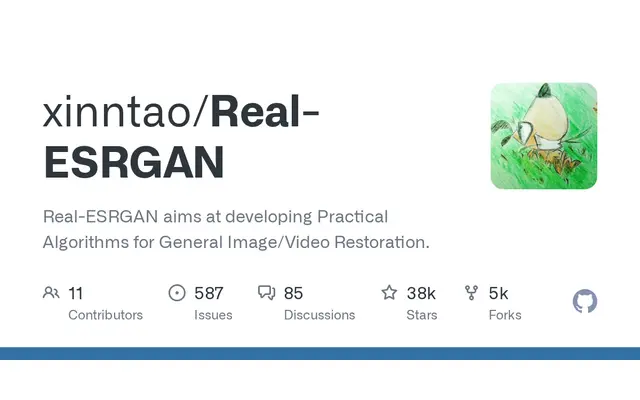 xinntao/Real-
ESRGAN
Real-ESRGAN aims at developing Practical
Algorithms for General Image/Video Restoration.
11 587 85 38k 5k
Contributors Issues Discussions Stars Forks